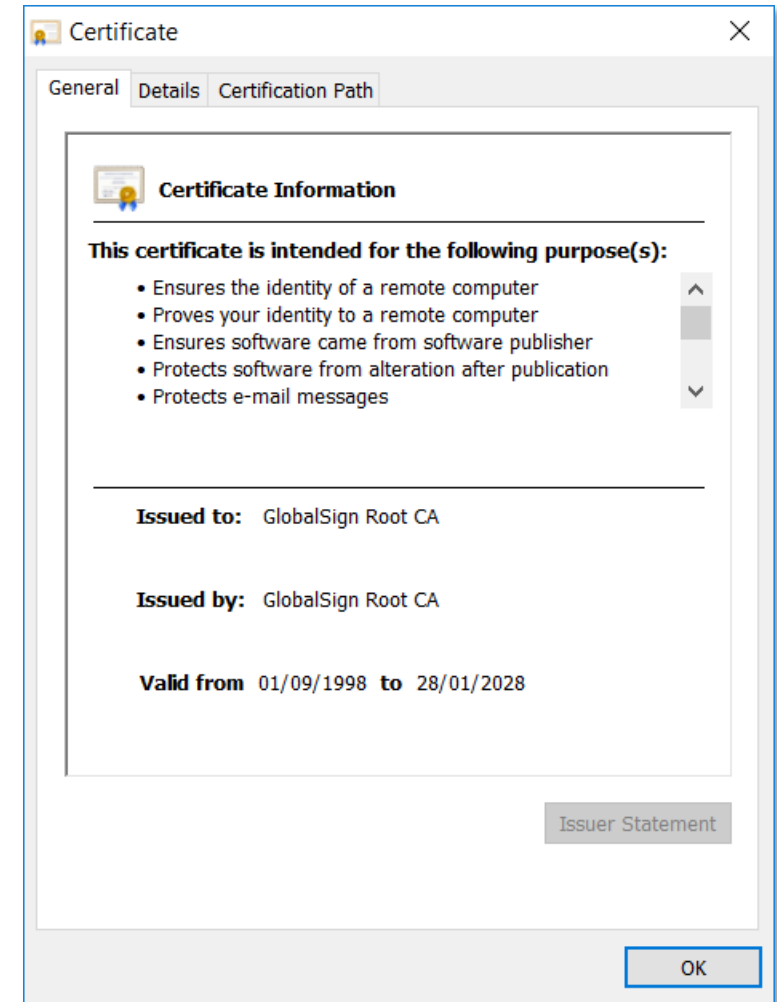 Certificate
General Details Certification Path
Certificate Information
This certificate is intended for the following purpose(s):
• Ensures the identity of a remote computer
• Proves your identity to a remote computer
• Ensures software came from software publisher
• Protects software from alteration after publication
• Protects e-mail messages
Issued to: GlobalSign Root CA
Issued by: GlobalSign Root CA
Valid from 01/09/1998 to 28/01/2028
Issuer Statement
OK